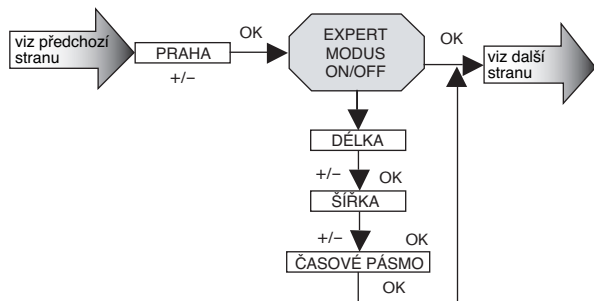 viz předchozí
stranu
PRAHA
+/−
OK
EXPERT
MODUS
ON/OFF
OK
viz další
stranu
DÉLKA
+/− OK
ŠÍŘKA
+/− OK
ČASOVÉ PÁSMO
OK